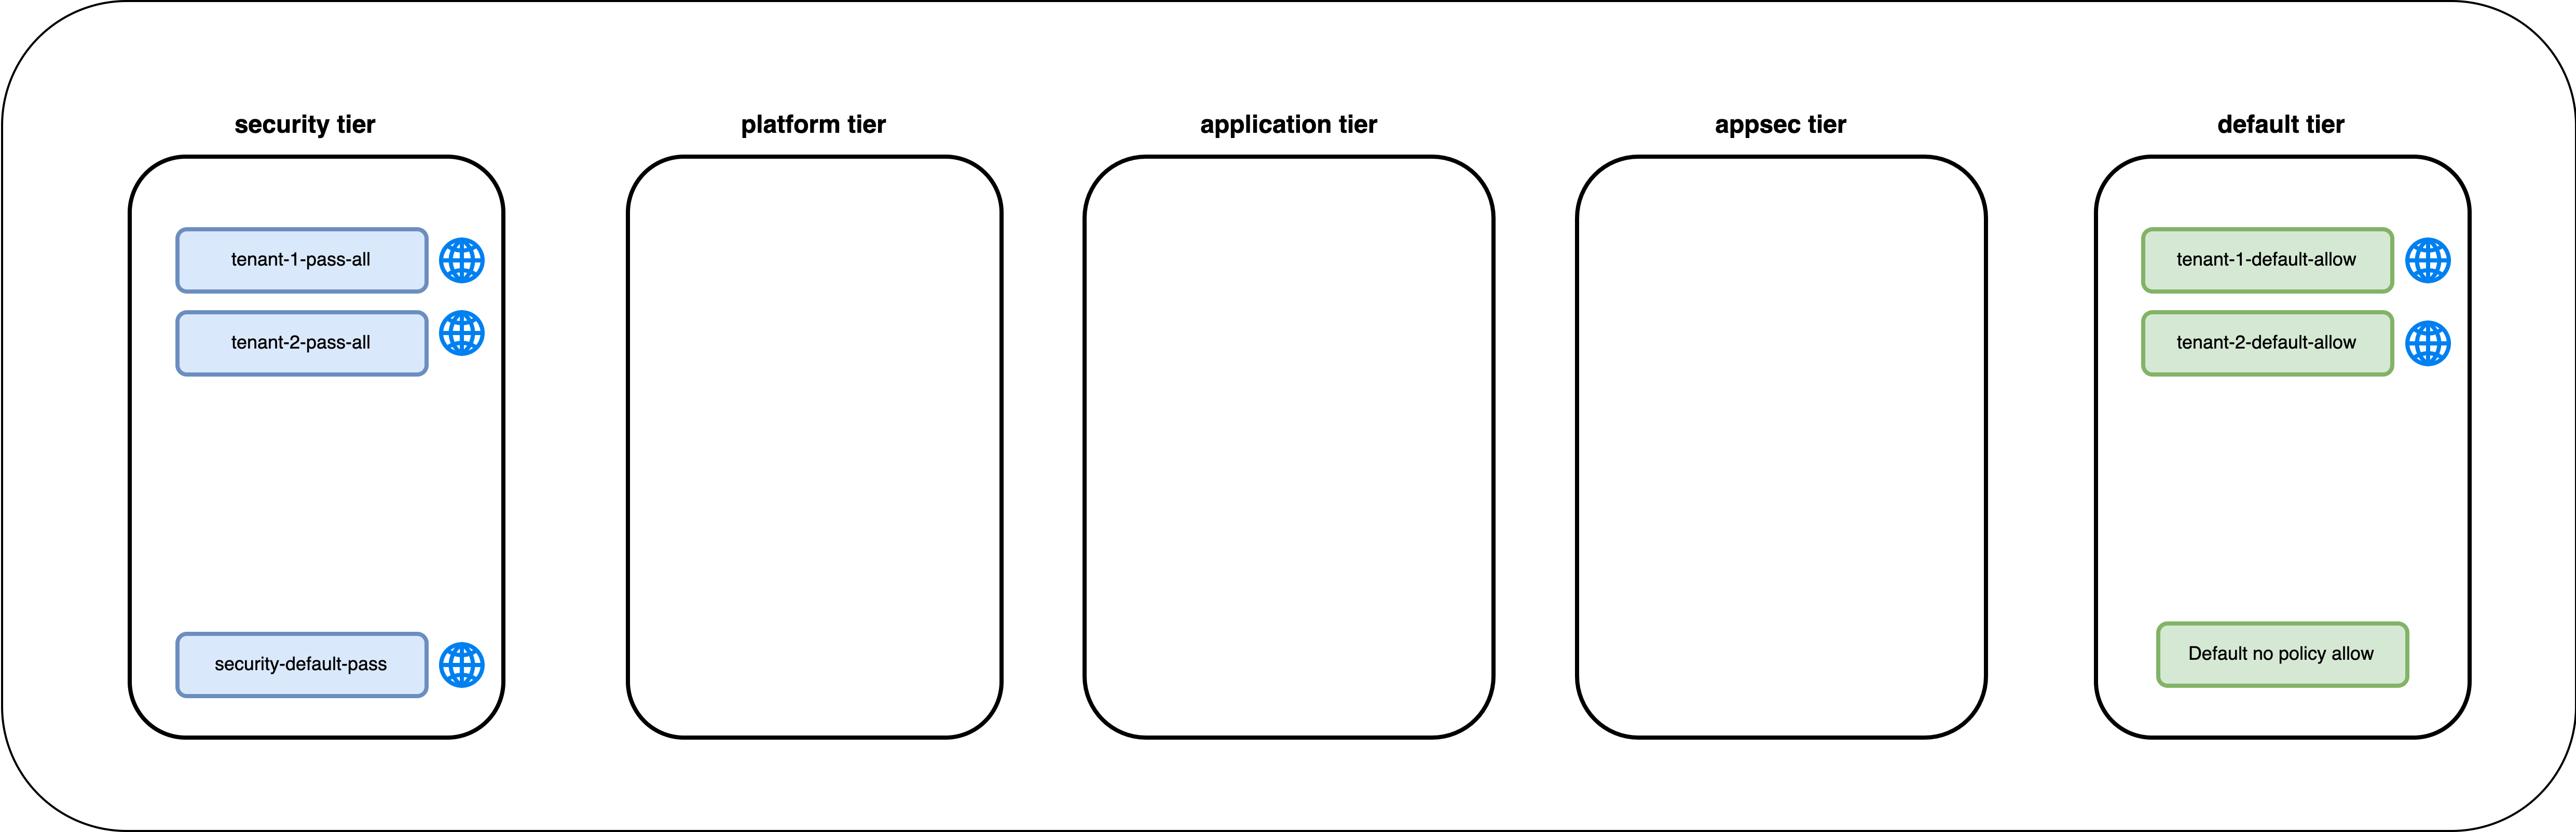 security tier
platform tier
application tier
appsec tier
default tier
tenant-1-pass-all
tenant-2-pass-all
security-default-pass
tenant-1-default-allow
tenant-2-default-allow
Default no policy allow